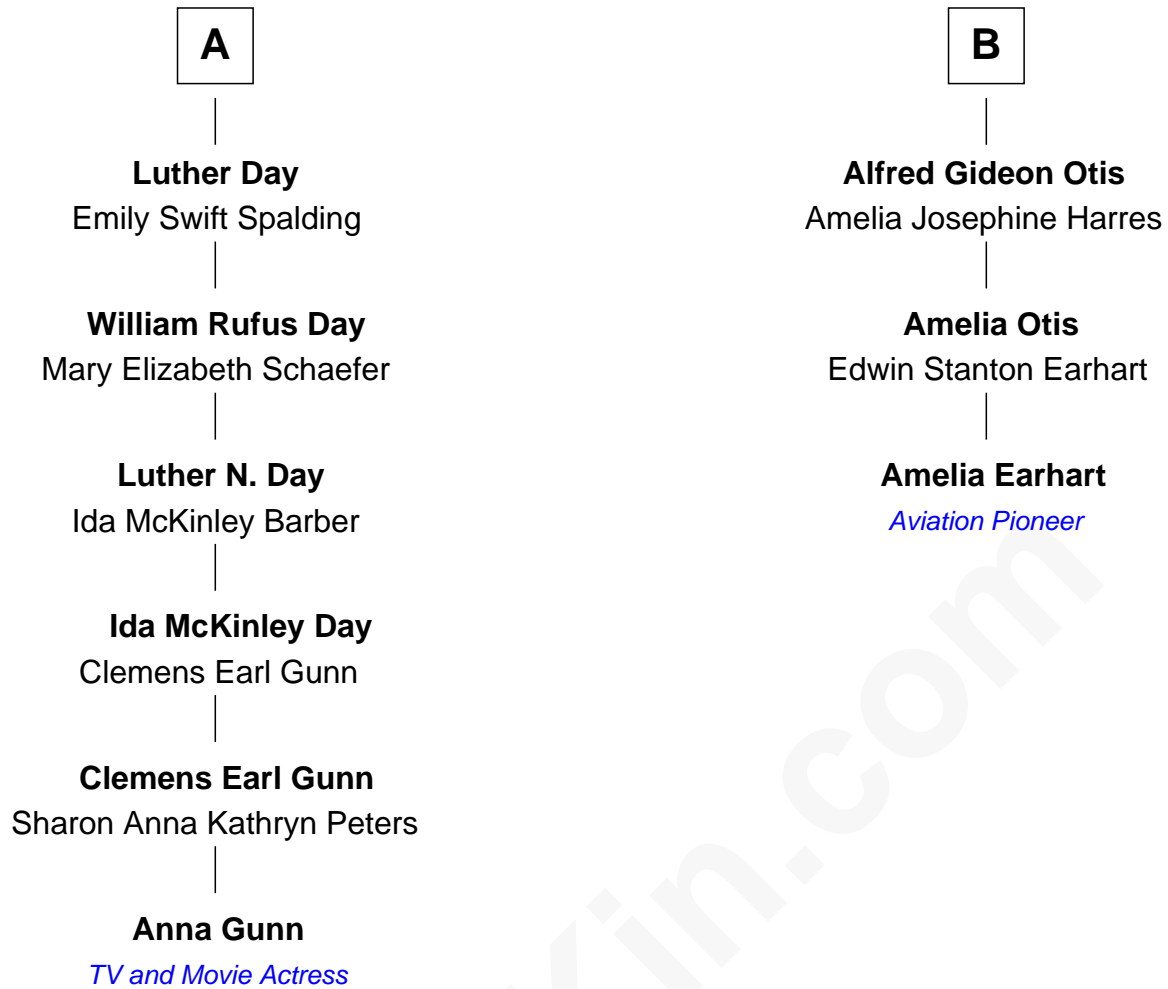 A
Luther Day
Emily Swift Spalding
William Rufus Day
Mary Elizabeth Schaefer
Luther N. Day
Ida McKinley Barber
Ida McKinley Day
Clemens Earl Gunn
Clemens Earl Gunn
Sharon Anna Kathryn Peters
Anna Gunn
TV and Movie Actress
B
Alfred Gideon Otis
Amelia Josephine Harres
Amelia Otis
Edwin Stanton Earhart
Amelia Earhart
Aviation Pioneer
in.com